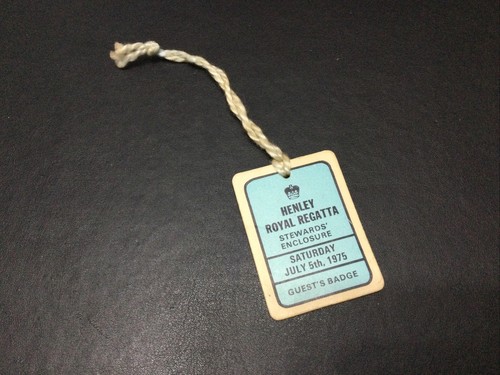 HENLEY
ROYAL REGATTA
STEWARDS'
ENCLOSURE
SATURDAY
JULY 5th, 1975
GUEST'S BADGE